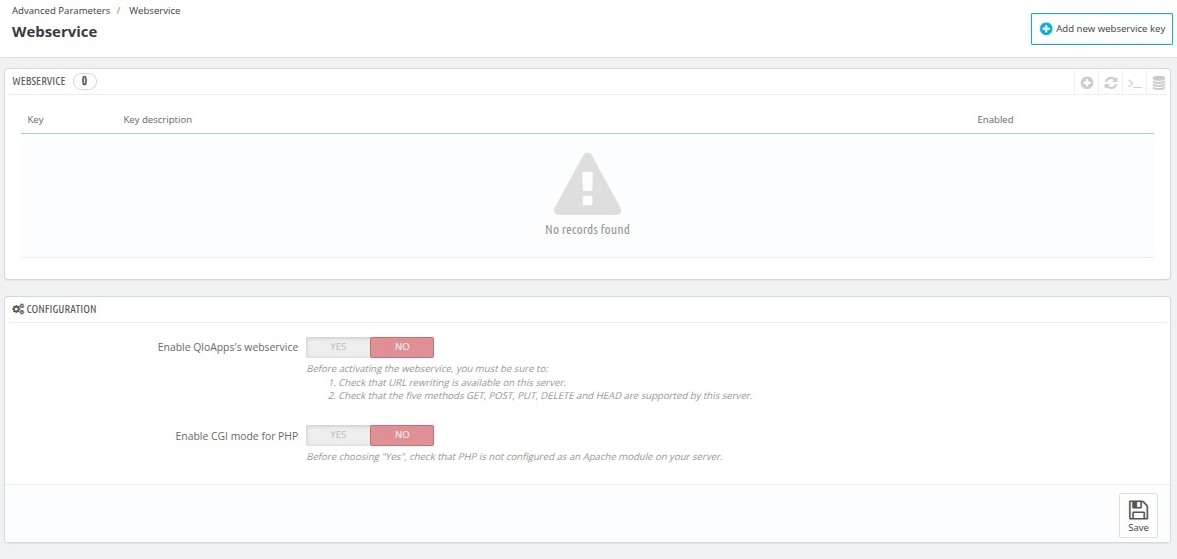 Advanced Parameters / Webservice
Webservice
Add new webservice key
WEBSERVICE 0
Key Key description Enabled
No records found
CONFIGURATION
Enable QloApps's webservice YES NO
Before activating the webservice, you must be sure to:
1. Check that URL rewriting is available on this server.
2. Check that the five methods GET, POST, PUT, DELETE and HEAD are supported by this server.
Enable CGI mode for PHP YES NO
Before choosing "Yes", check that PHP is not configured as an Apache module on your server.
Save